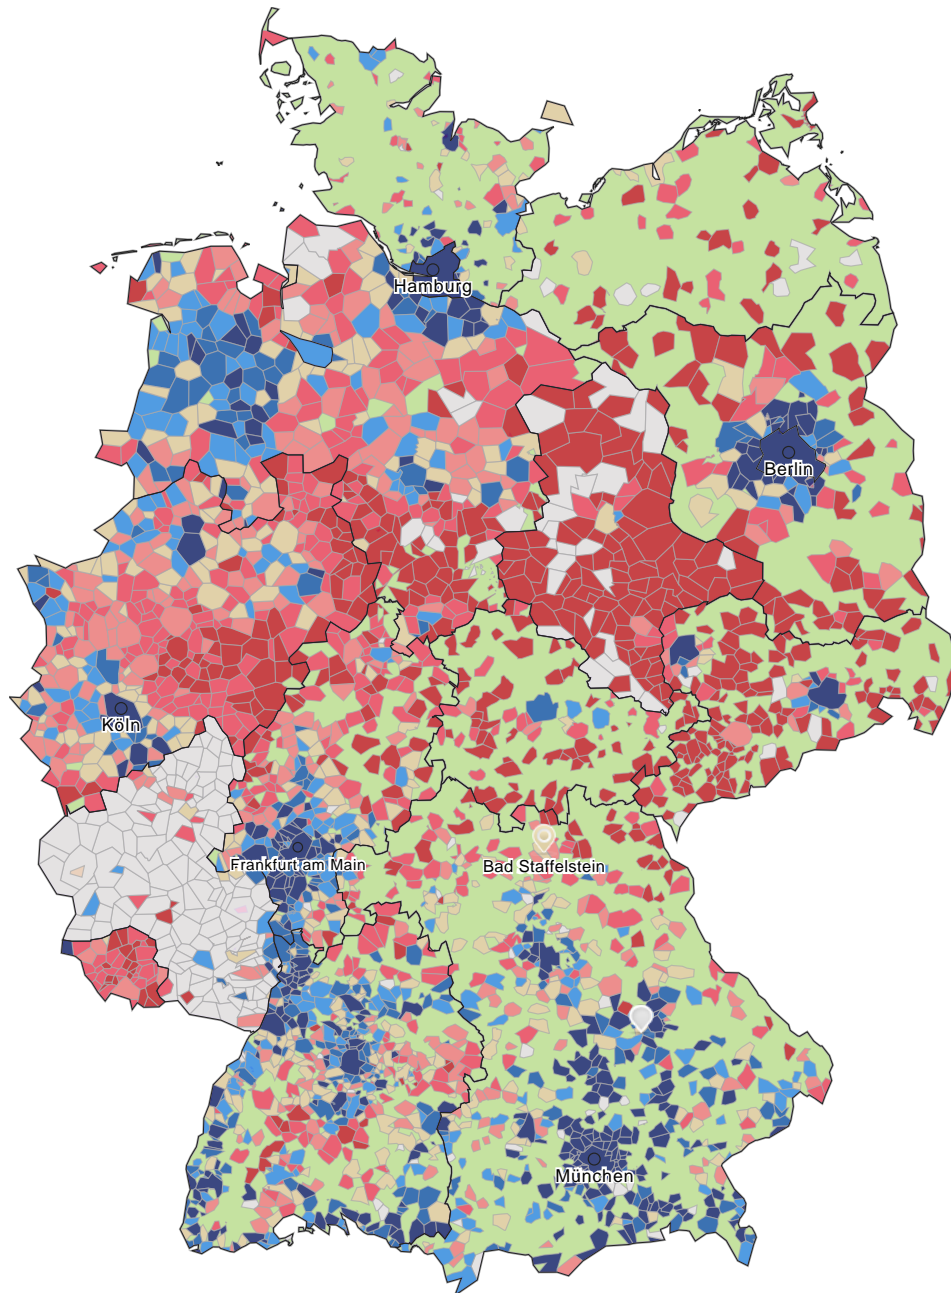 Hamburg
Berlin
Köln
Frankfurt am Main
Bad Staffelstein
München